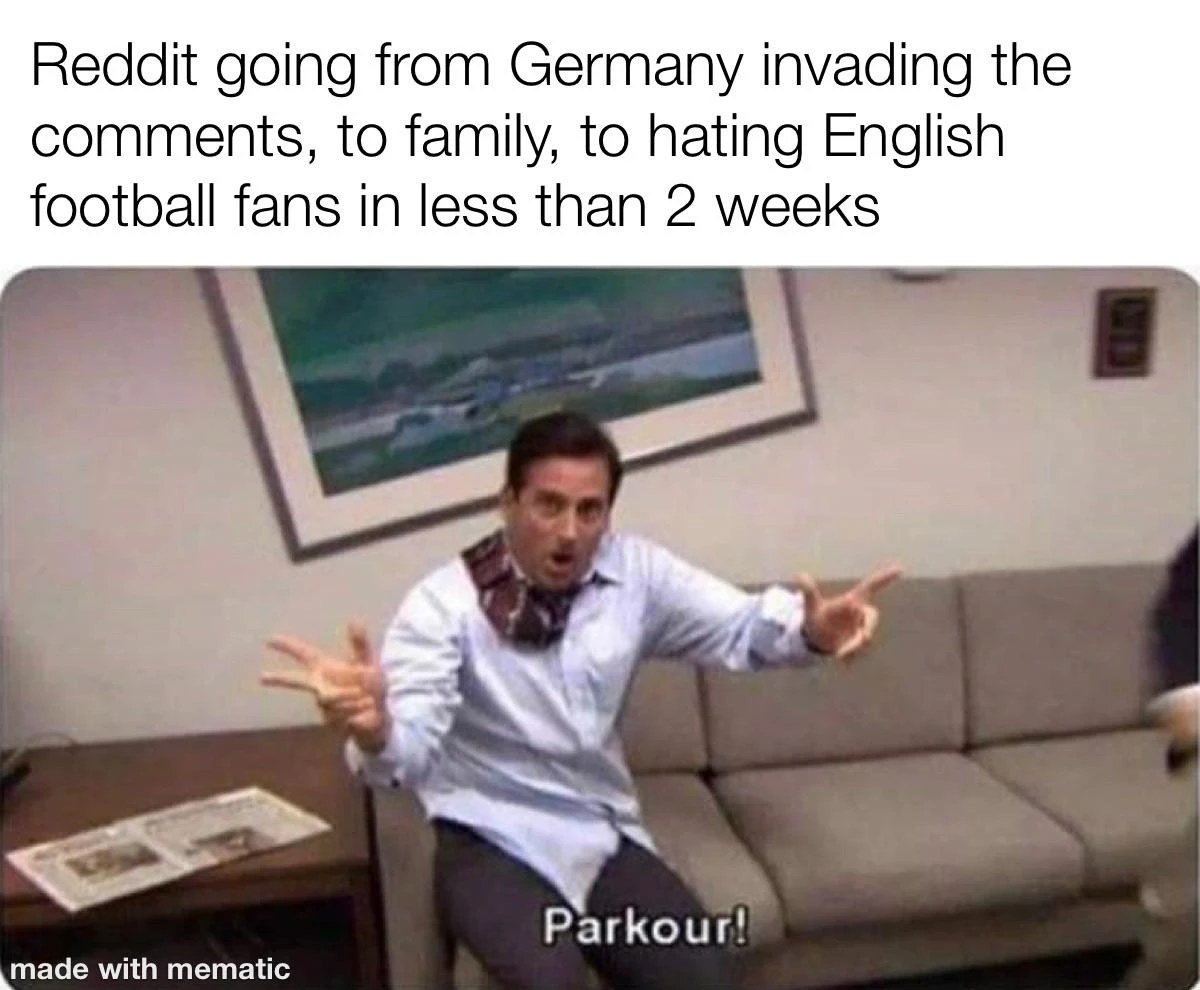 Reddit going from Germany invading the
comments, to family, to hating English
football fans in less than 2 weeks
Parkour!
made with mematic